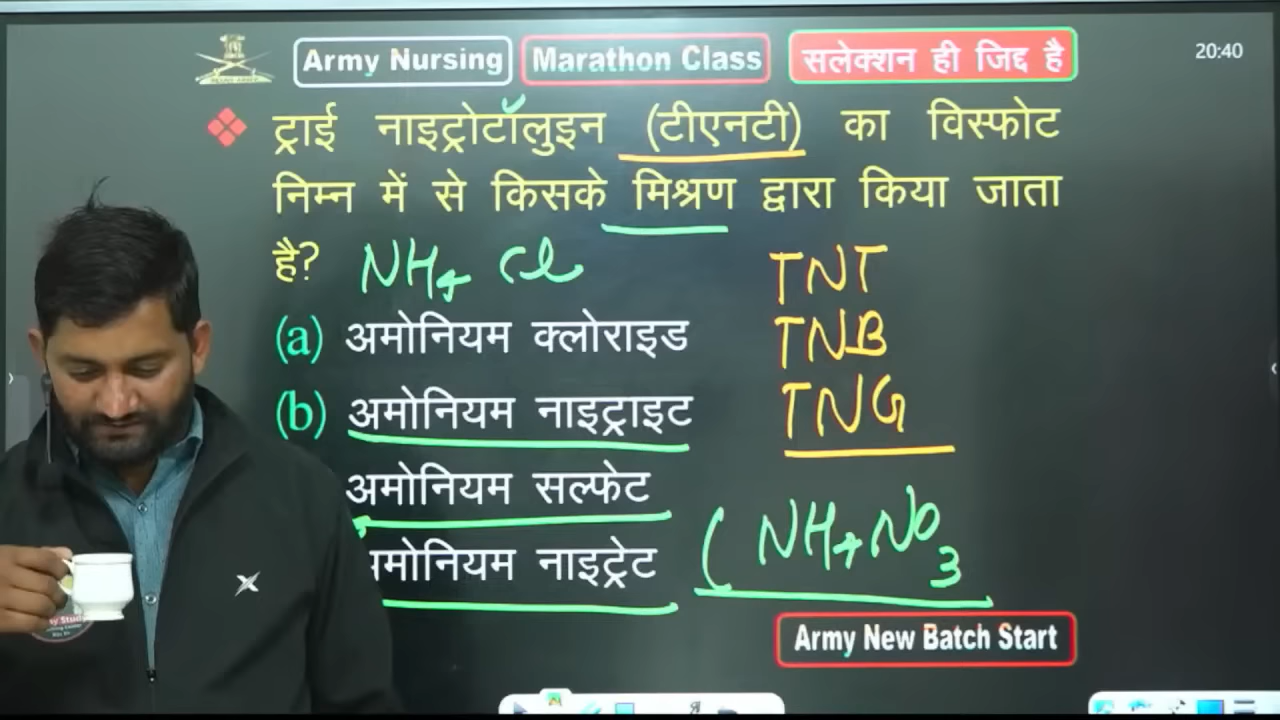 Army Nursing Marathon Class सलेक्शन ही जिद्द है
20:40
ट्राई नाइट्रोटॉलुइन (टीएनटी) का विस्फोट
निम्न में से किसके मिश्रण द्वारा किया जाता
है?
NH4 Cl
TNT
(a) अमोनियम क्लोराइड
TNB
(b) अमोनियम नाइट्राइट
TNG
अमोनियम सल्फेट
मोनियम नाइट्रेट
( NH4NO3
Army New Batch Start